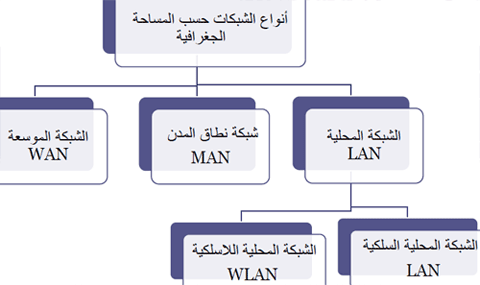 أنواع الشبكات حسب المساحة
الجغرافية
الشبكة المحلية
LAN
شبكة نطاق المدن
MAN
الشبكة الموسعة
WAN
الشبكة المحلية السلكية
LAN
الشبكة المحلية اللاسلكية
WLAN